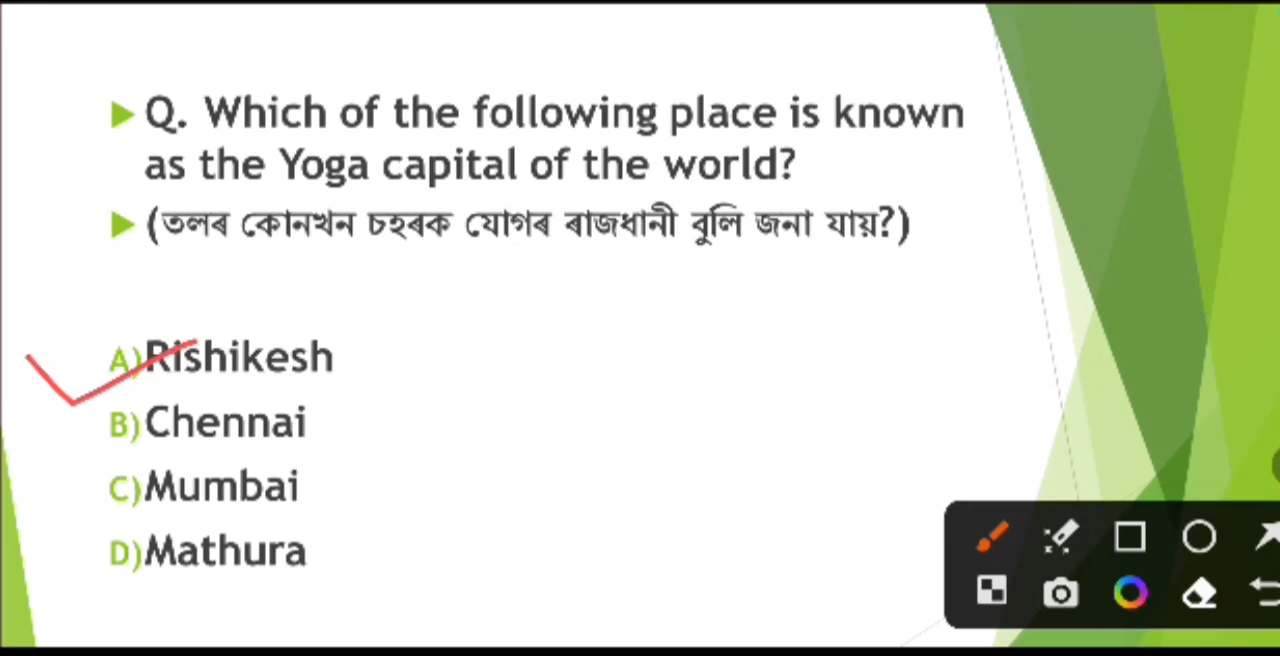 Q. Which of the following place is known
as the Yoga capital of the world?
(তলৰ কোনখন চহৰক যোগৰ ৰাজধানী বুলি জনা যায়?)
A)Rishikesh
B)Chennai
C)Mumbai
D)Mathura